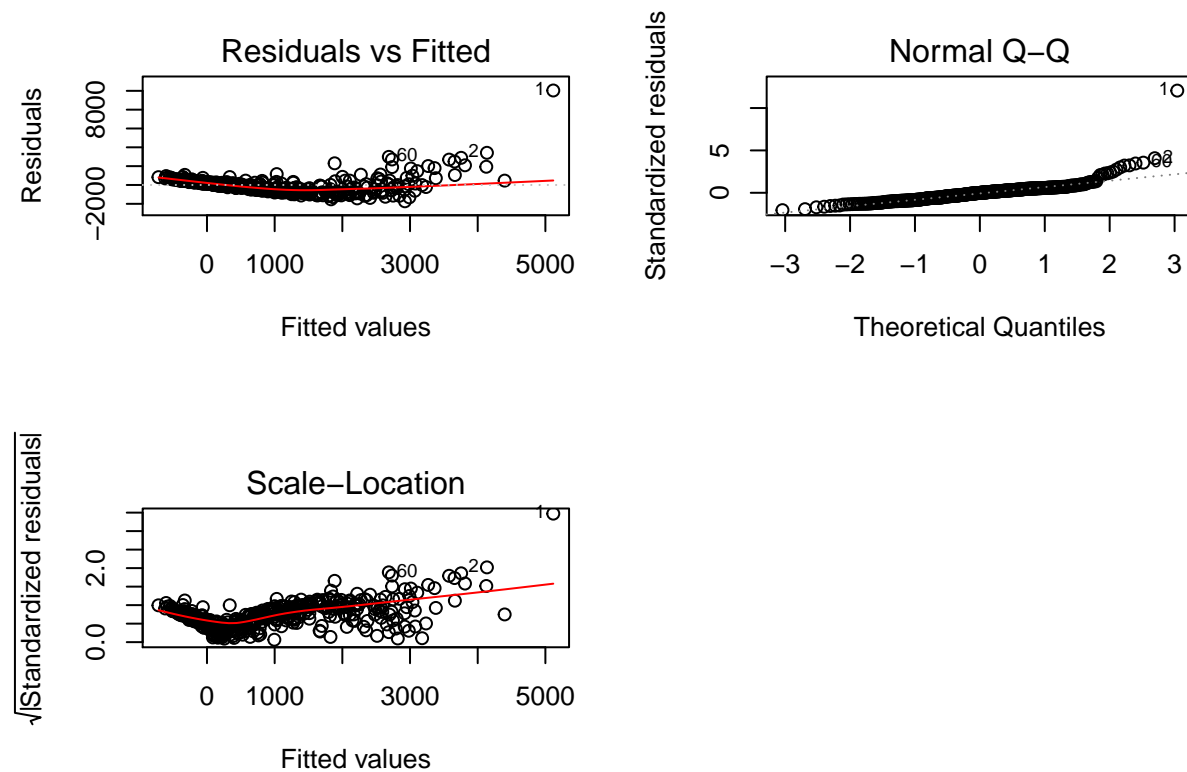 Residuals vs Fitted
Residuals
8000
−2000
1
60
2
0 1000 3000 5000
Fitted values
Normal Q−Q
Standardized residuals
5
0
1
2
−3 −2 −1 0 1 2 3
Theoretical Quantiles
Scale−Location
√|Standardized residuals|
2.0
0.0
1
60
2
0 1000 3000 5000
Fitted values